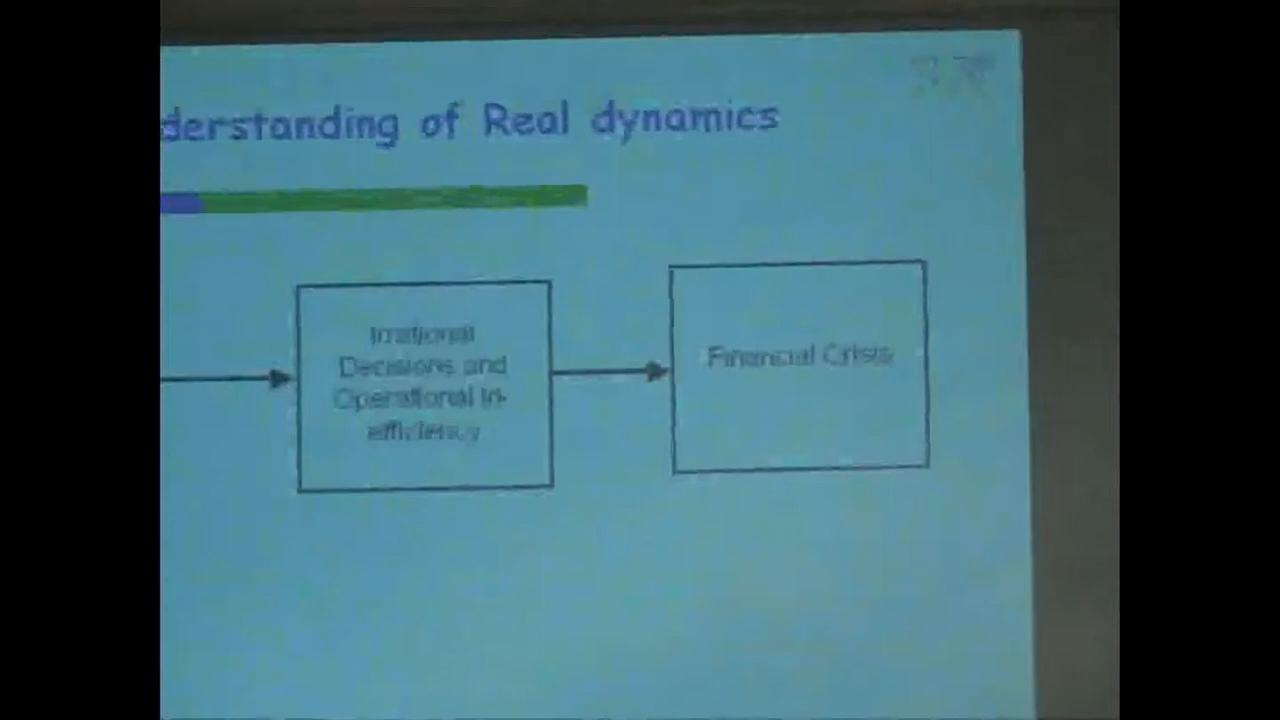 derstanding of Real dynamics
Irrational
Decisions and
Operational In-
efficiency
Financial Crisis